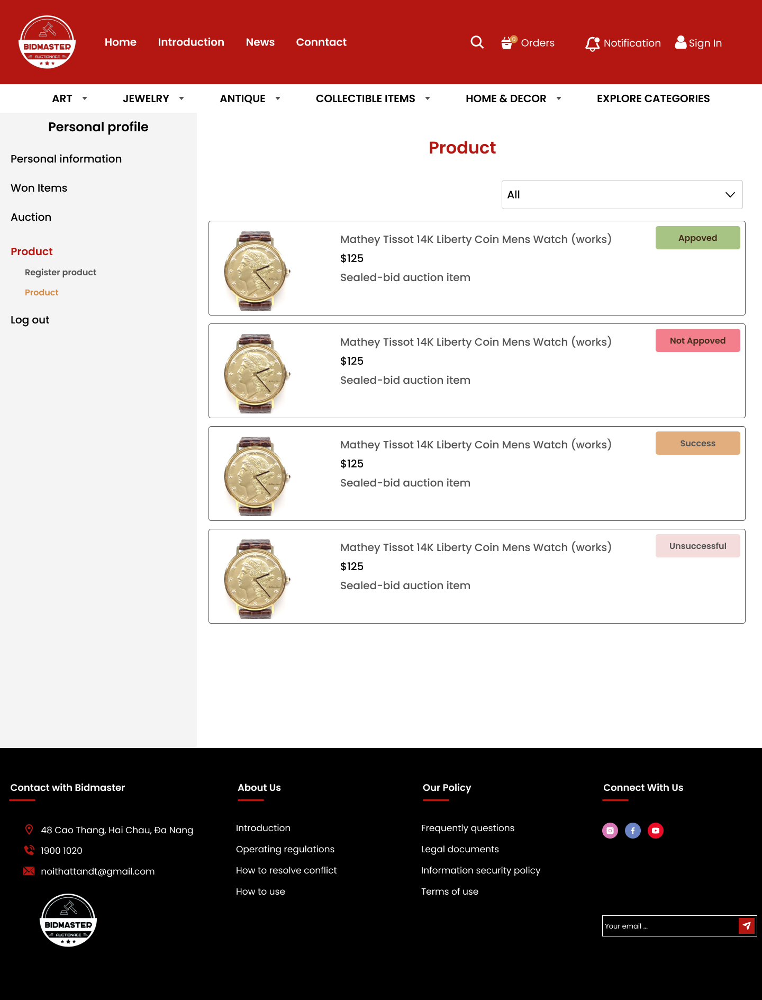 BIDMASTER
AUCTIONACE
Home
Introduction
News
Conntact
0
Orders
Notification
Sign In
ART
JEWELRY
ANTIQUE
COLLECTIBLE ITEMS
HOME & DECOR
EXPLORE CATEGORIES
Personal profile
Personal information
Won Items
Auction
Product
Register product
Product
Log out
Product
All
Mathey Tissot 14K Liberty Coin Mens Watch (works)
Appoved
$125
Sealed-bid auction item
Mathey Tissot 14K Liberty Coin Mens Watch (works)
Not Appoved
$125
Sealed-bid auction item
Mathey Tissot 14K Liberty Coin Mens Watch (works)
Success
$125
Sealed-bid auction item
Mathey Tissot 14K Liberty Coin Mens Watch (works)
Unsuccessful
$125
Sealed-bid auction item
Contact with Bidmaster
48 Cao Thang, Hai Chau, Đa Nang
1900 1020
noithattandt@gmail.com
BIDMASTER
AUCTIONACE
About Us
Introduction
Operating regulations
How to resolve conflict
How to use
Our Policy
Frequently questions
Legal documents
Information security policy
Terms of use
Connect With Us
Your email ...